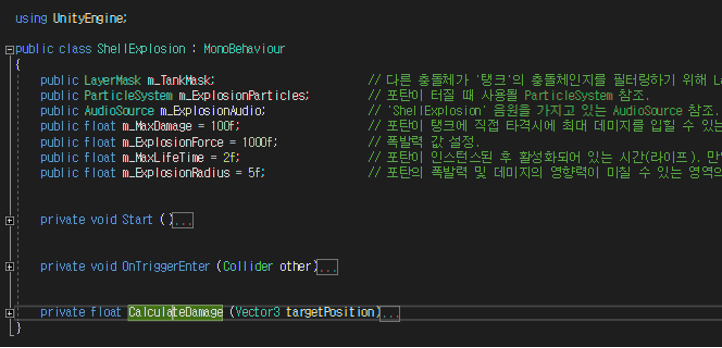 using UnityEngine;
public class ShellExplosion : MonoBehaviour
{
public LayerMask m_TankMask; // 다른 충돌체가 '탱크'의 충돌체인지를 필터링하기 위해 La
public ParticleSystem m_ExplosionParticles; // 포탄이 터질 때 사용될 ParticleSystem 참조.
public AudioSource m_ExplosionAudio; // 'ShellExplosion' 음원을 가지고 있는 AudioSource 참조.
public float m_MaxDamage = 100f; // 포탄이 탱크에 직접 타격시에 최대 데미지를 입힐 수 있는
public float m_ExplosionForce = 1000f; // 폭발력 값 설정.
public float m_MaxLifeTime = 2f; // 포탄이 인스턴스된 후 활성화되어 있는 시간(라이프). 만일
public float m_ExplosionRadius = 5f; // 포탄의 폭발력 및 데미지의 영향력이 미칠 수 있는 영역의
private void Start ()...
private void OnTriggerEnter (Collider other)...
private float CalculateDamage (Vector3 targetPosition)...
}